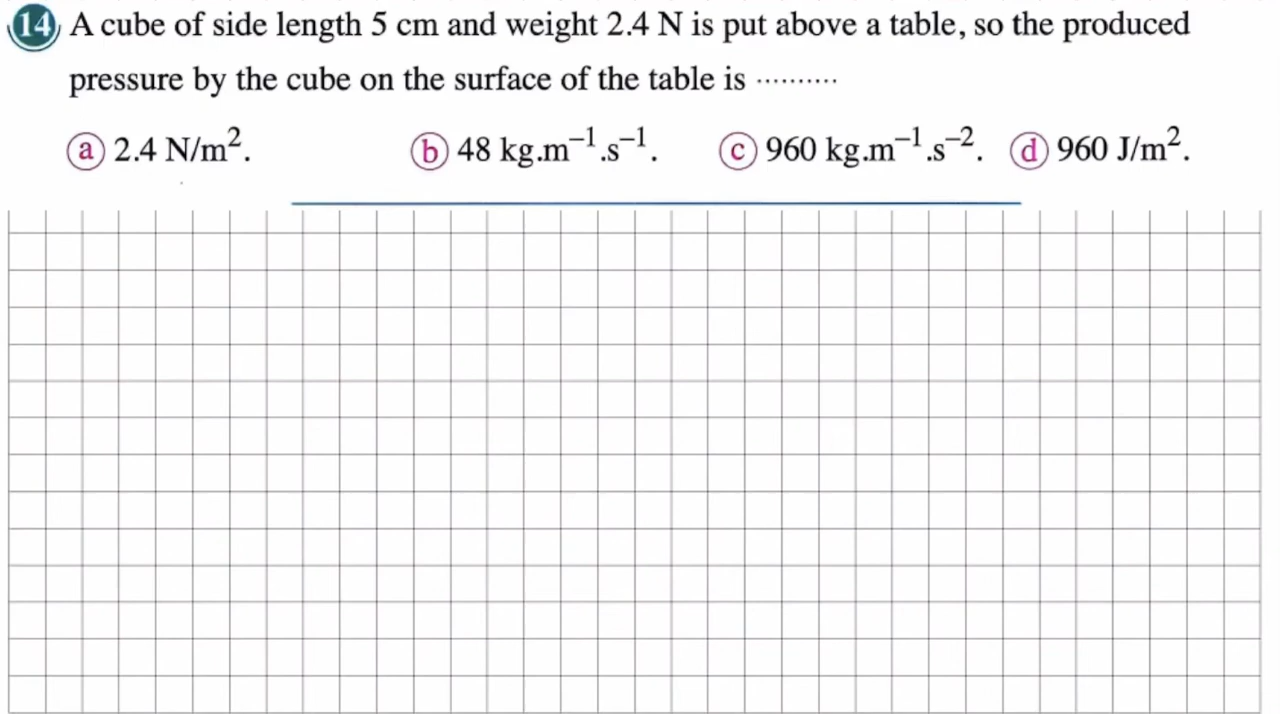 14 A cube of side length 5 cm and weight 2.4 N is put above a table, so the produced
pressure by the cube on the surface of the table is ··········
a 2.4 N/m². b 48 kg.m⁻¹.s⁻¹. c 960 kg.m⁻¹.s⁻². d 960 J/m².